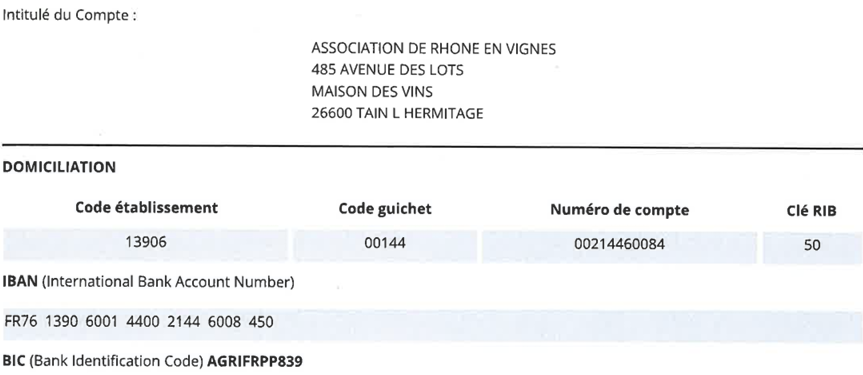 Intitulé du Compte :
ASSOCIATION DE RHONE EN VIGNES
485 AVENUE DES LOTS
MAISON DES VINS
26600 TAIN L HERMITAGE
DOMICILIATION
Code établissement Code guichet Numéro de compte Clé RIB
13906 00144 00214460084 50
IBAN (International Bank Account Number)
FR76 1390 6001 4400 2144 6008 450
BIC (Bank Identification Code) AGRIFRPP839